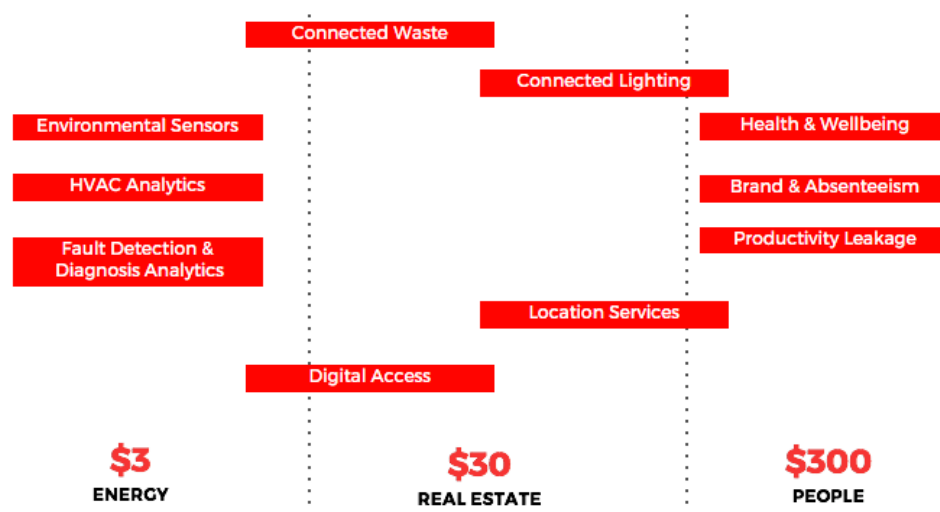 Connected Waste
Connected Lighting
Environmental Sensors
Health & Wellbeing
HVAC Analytics
Brand & Absenteeism
Productivity Leakage
Fault Detection &
Diagnosis Analytics
Location Services
Digital Access
$3
$30
$300
ENERGY
REAL ESTATE
PEOPLE